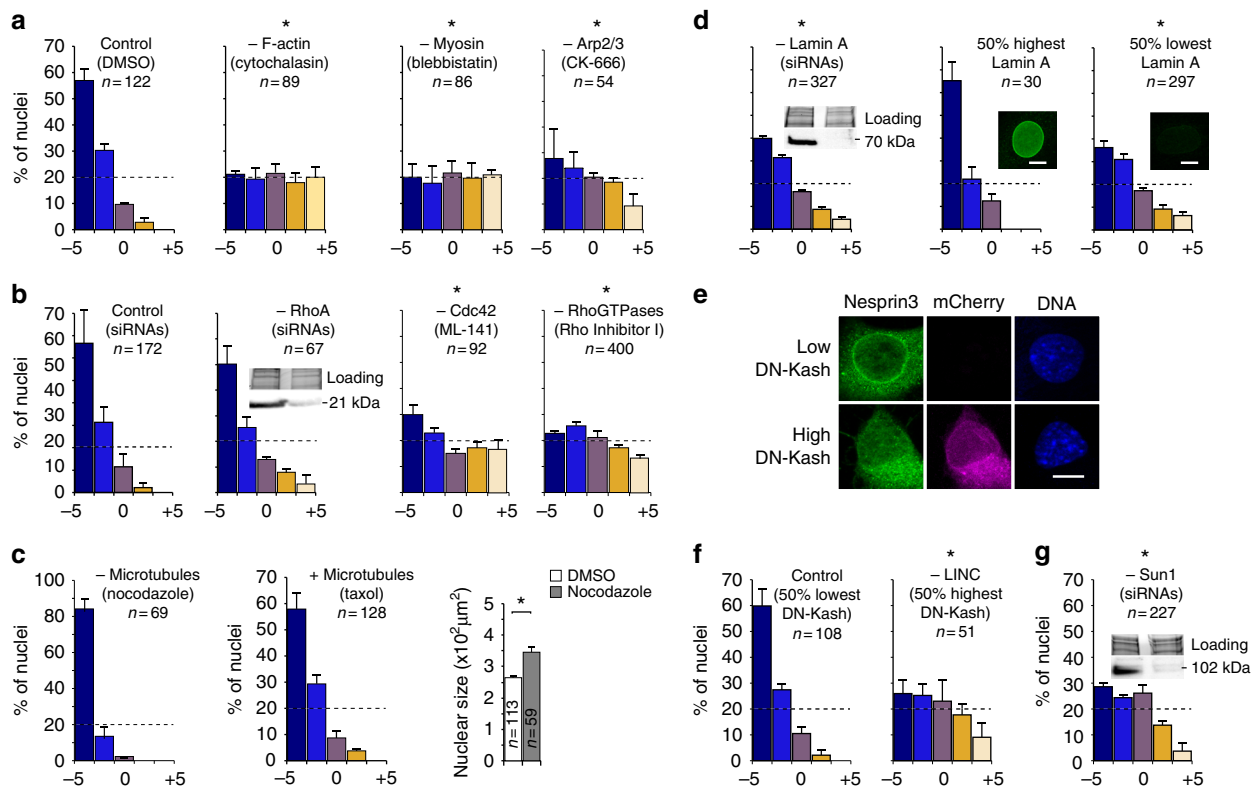 a
% of nuclei
70
60
50
40
30
20
10
0
Control
(DMSO)
n=122
–5 0 +5
*
– F-actin
(cytochalasin)
n=89
–5 0 +5
*
– Myosin
(blebbistatin)
n=86
–5 0 +5
*
– Arp2/3
(CK-666)
n=54
–5 0 +5
b
% of nuclei
70
60
50
40
30
20
10
0
Control
(siRNAs)
n=172
–5 0 +5
– RhoA
(siRNAs)
n=67
Loading
-21 kDa
–5 0 +5
*
– Cdc42
(ML-141)
n=92
–5 0 +5
*
– RhoGTPases
(Rho Inhibitor I)
n=400
–5 0 +5
c
% of nuclei
100
80
60
40
20
0
– Microtubules
(nocodazole)
n=69
–5 0 +5
% of nuclei
70
60
50
40
30
20
10
0
+ Microtubules
(taxol)
n=128
–5 0 +5
DMSO
Nocodazole
Nuclear size (x10²µm²)
5
4
3
2
1
0
*
n=113
n=59
d
*
– Lamin A
(siRNAs)
n=327
Loading
- 70 kDa
–5 0 +5
50% highest
Lamin A
n=30
–5 0 +5
*
50% lowest
Lamin A
n=297
–5 0 +5
e
Nesprin3 mCherry DNA
Low
DN-Kash
High
DN-Kash
f
% of nuclei
70
60
50
40
30
20
10
0
Control
(50% lowest
DN-Kash)
n=108
–5 0 +5
*
– LINC
(50% highest
DN-Kash)
n=51
–5 0 +5
g
% of nuclei
70
60
50
40
30
20
10
0
*
– Sun1
(siRNAs)
n=227
Loading
- 102 kDa
–5 0 +5